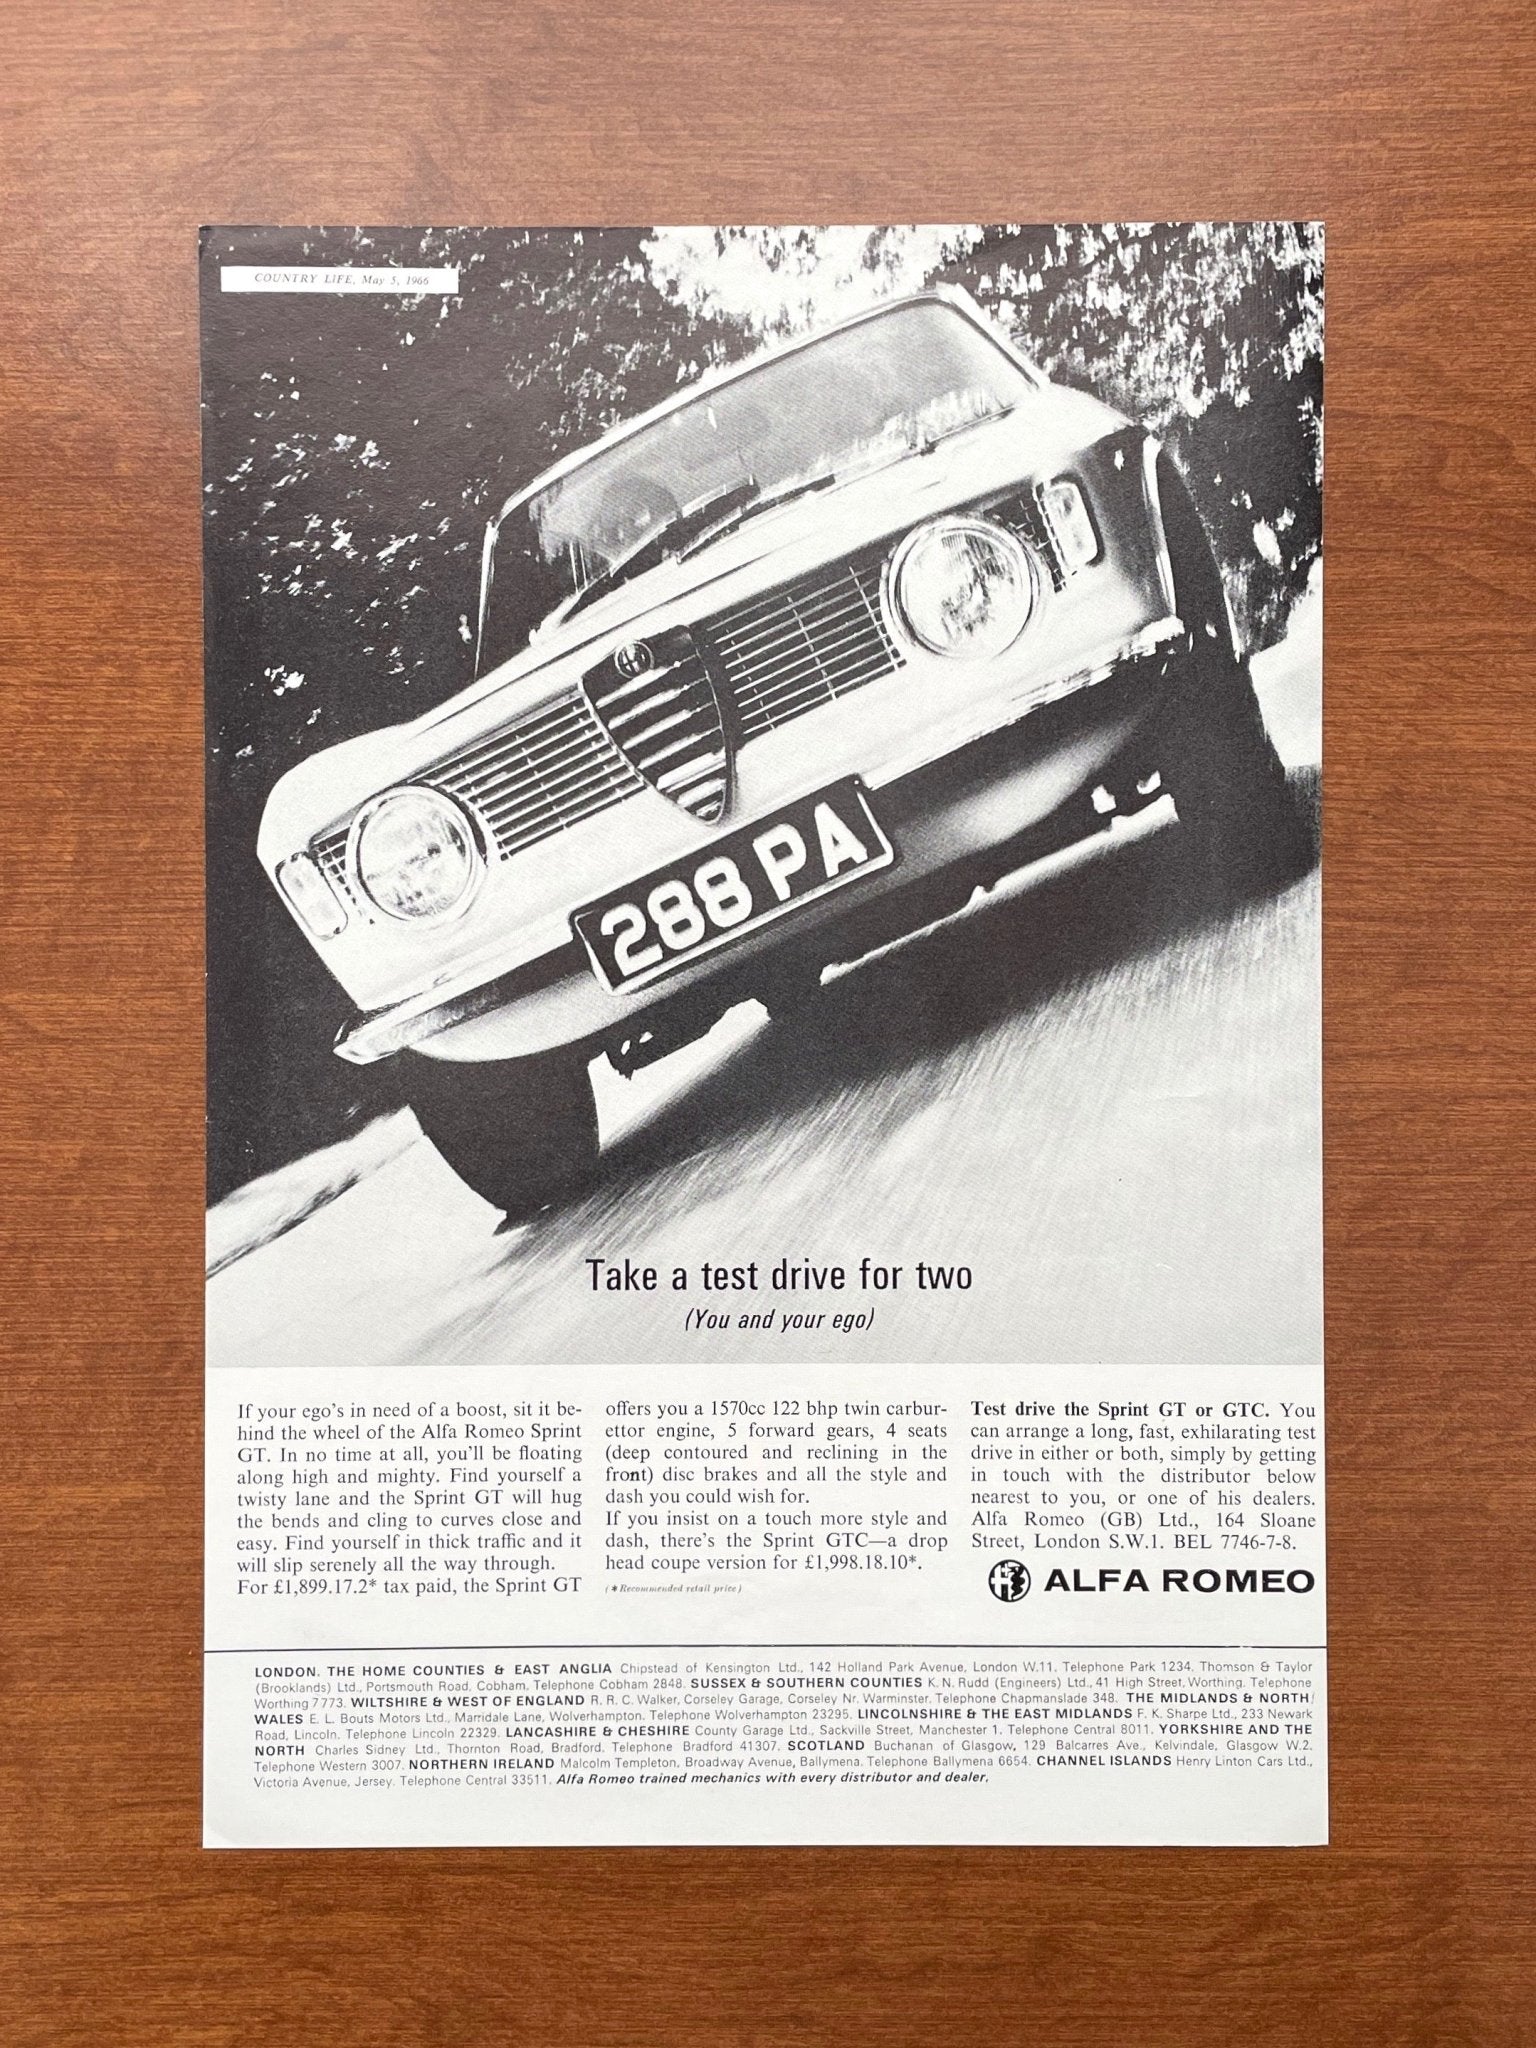 COUNTRY LIFE, May 5, 1966
288 PA
Take a test drive for two
(You and your ego)
If your ego's in need of a boost, sit it be-
hind the wheel of the Alfa Romeo Sprint
GT. In no time at all, you'll be floating
along high and mighty. Find yourself a
twisty lane and the Sprint GT will hug
the bends and cling to curves close and
easy. Find yourself in thick traffic and it
will slip serenely all the way through.
For £1,899.17.2* tax paid, the Sprint GT
offers you a 1570cc 122 bhp twin carbur-
ettor engine, 5 forward gears, 4 seats
(deep contoured and reclining in the
front) disc brakes and all the style and
dash you could wish for.
If you insist on a touch more style and
dash, there's the Sprint GTC—a drop
head coupe version for £1,998.18.10*.
(*Recommended retail price)
Test drive the Sprint GT or GTC. You
can arrange a long, fast, exhilarating test
drive in either or both, simply by getting
in touch with the distributor below
nearest to you, or one of his dealers.
Alfa Romeo (GB) Ltd., 164 Sloane
Street, London S.W.1. BEL 7746-7-8.
ALFA ROMEO
LONDON. THE HOME COUNTIES & EAST ANGLIA Chipstead of Kensington Ltd., 142 Holland Park Avenue, London W.11. Telephone Park 1234. Thomson & Taylor
(Brooklands) Ltd., Portsmouth Road, Cobham. Telephone Cobham 2848. SUSSEX & SOUTHERN COUNTIES K. N. Rudd (Engineers) Ltd., 41 High Street, Worthing. Telephone
Worthing 7773. WILTSHIRE & WEST OF ENGLAND R. R. C. Walker, Corseley Garage, Corseley Nr. Warminster. Telephone Chapmanslade 348. THE MIDLANDS & NORTH
WALES E. L. Bouts Motors Ltd., Marridale Lane, Wolverhampton. Telephone Wolverhampton 23295. LINCOLNSHIRE & THE EAST MIDLANDS F. K. Sharpe Ltd., 233 Newark
Road, Lincoln. Telephone Lincoln 22329. LANCASHIRE & CHESHIRE County Garage Ltd., Sackville Street, Manchester 1. Telephone Central 8011. YORKSHIRE AND THE
NORTH Charles Sidney Ltd., Thornton Road, Bradford. Telephone Bradford 41307. SCOTLAND Buchanan of Glasgow, 129 Balcarres Ave., Kelvindale, Glasgow W.2.
Telephone Western 3007. NORTHERN IRELAND Malcolm Templeton, Broadway Avenue, Ballymena. Telephone Ballymena 6654. CHANNEL ISLANDS Henry Linton Cars Ltd.,
Victoria Avenue, Jersey. Telephone Central 33511. Alfa Romeo trained mechanics with every distributor and dealer.